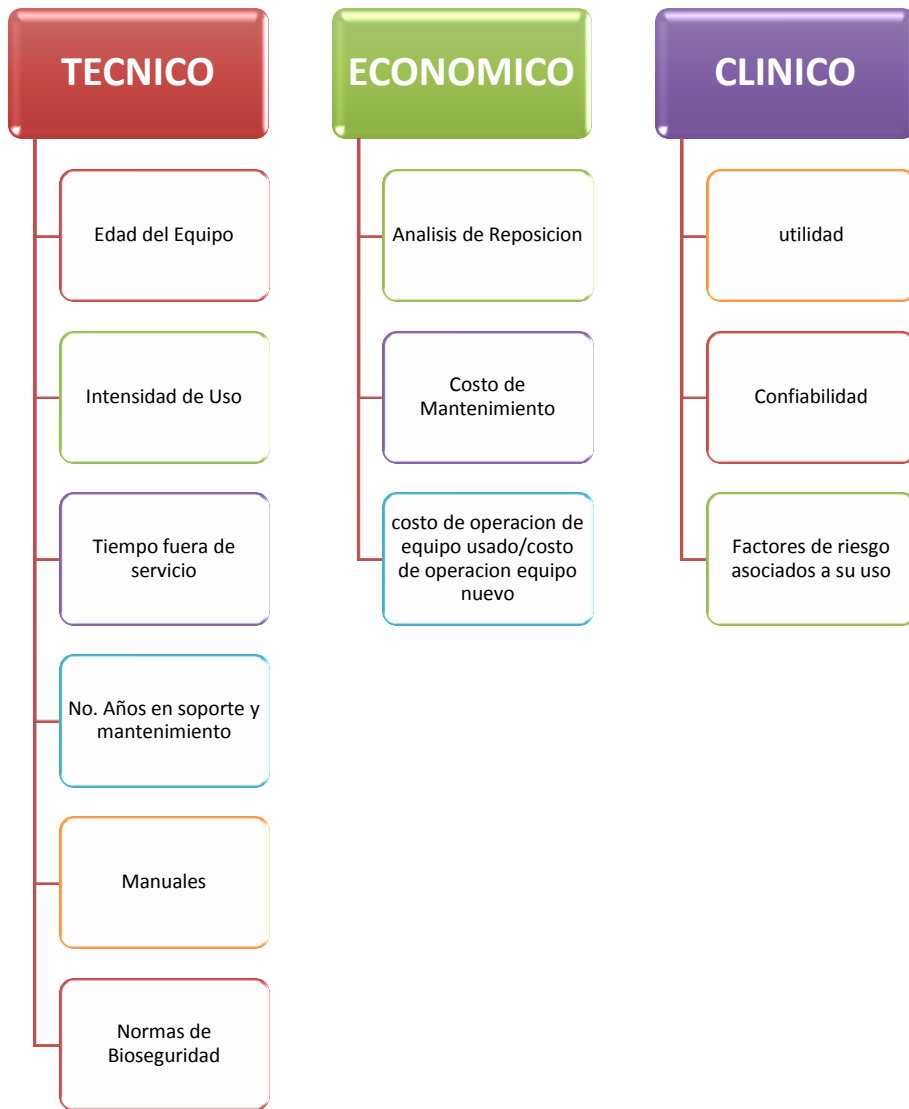 TECNICO
Edad del Equipo
Intensidad de Uso
Tiempo fuera de
servicio
No. Años en soporte y
mantenimiento
Manuales
Normas de
Bioseguridad
ECONOMICO
Analisis de Reposicion
Costo de
Mantenimiento
costo de operacion de
equipo usado/costo
de operacion equipo
nuevo
CLINICO
utilidad
Confiabilidad
Factores de riesgo
asociados a su uso